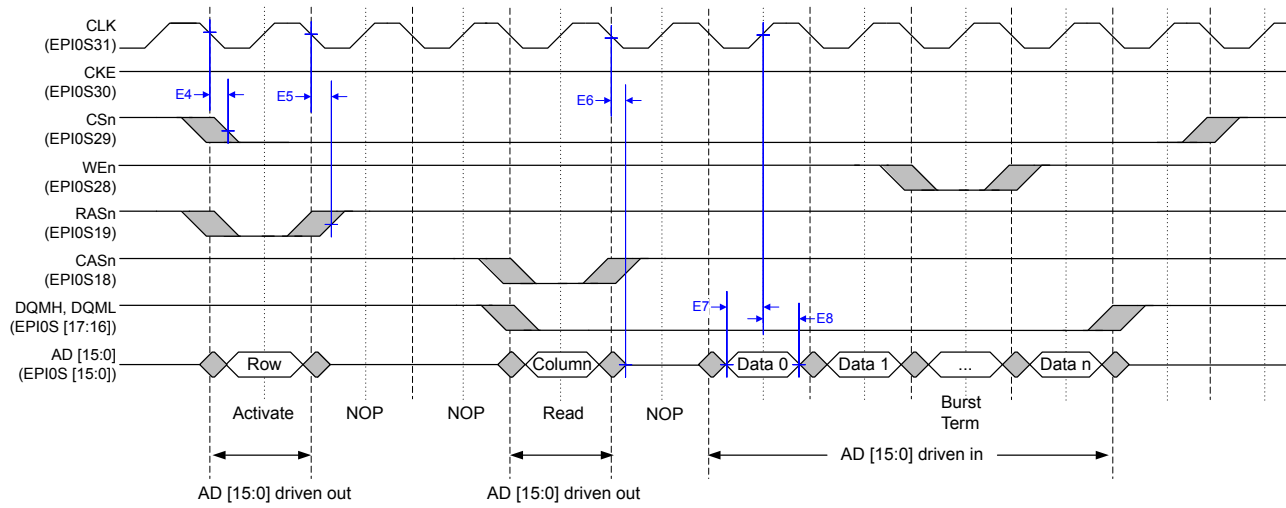 CLK
(EPI0S31)
CKE
(EPI0S30)
E4
E5
E6
CSn
(EPI0S29)
WEn
(EPI0S28)
RASn
(EPI0S19)
CASn
(EPI0S18)
DQMH, DQML
(EPI0S [17:16])
E7
E8
AD [15:0]
(EPI0S [15:0])
Row
Column
Data 0
Data 1
...
Data n
Activate
NOP
NOP
Read
NOP
Burst
Term
AD [15:0] driven in
AD [15:0] driven out
AD [15:0] driven out